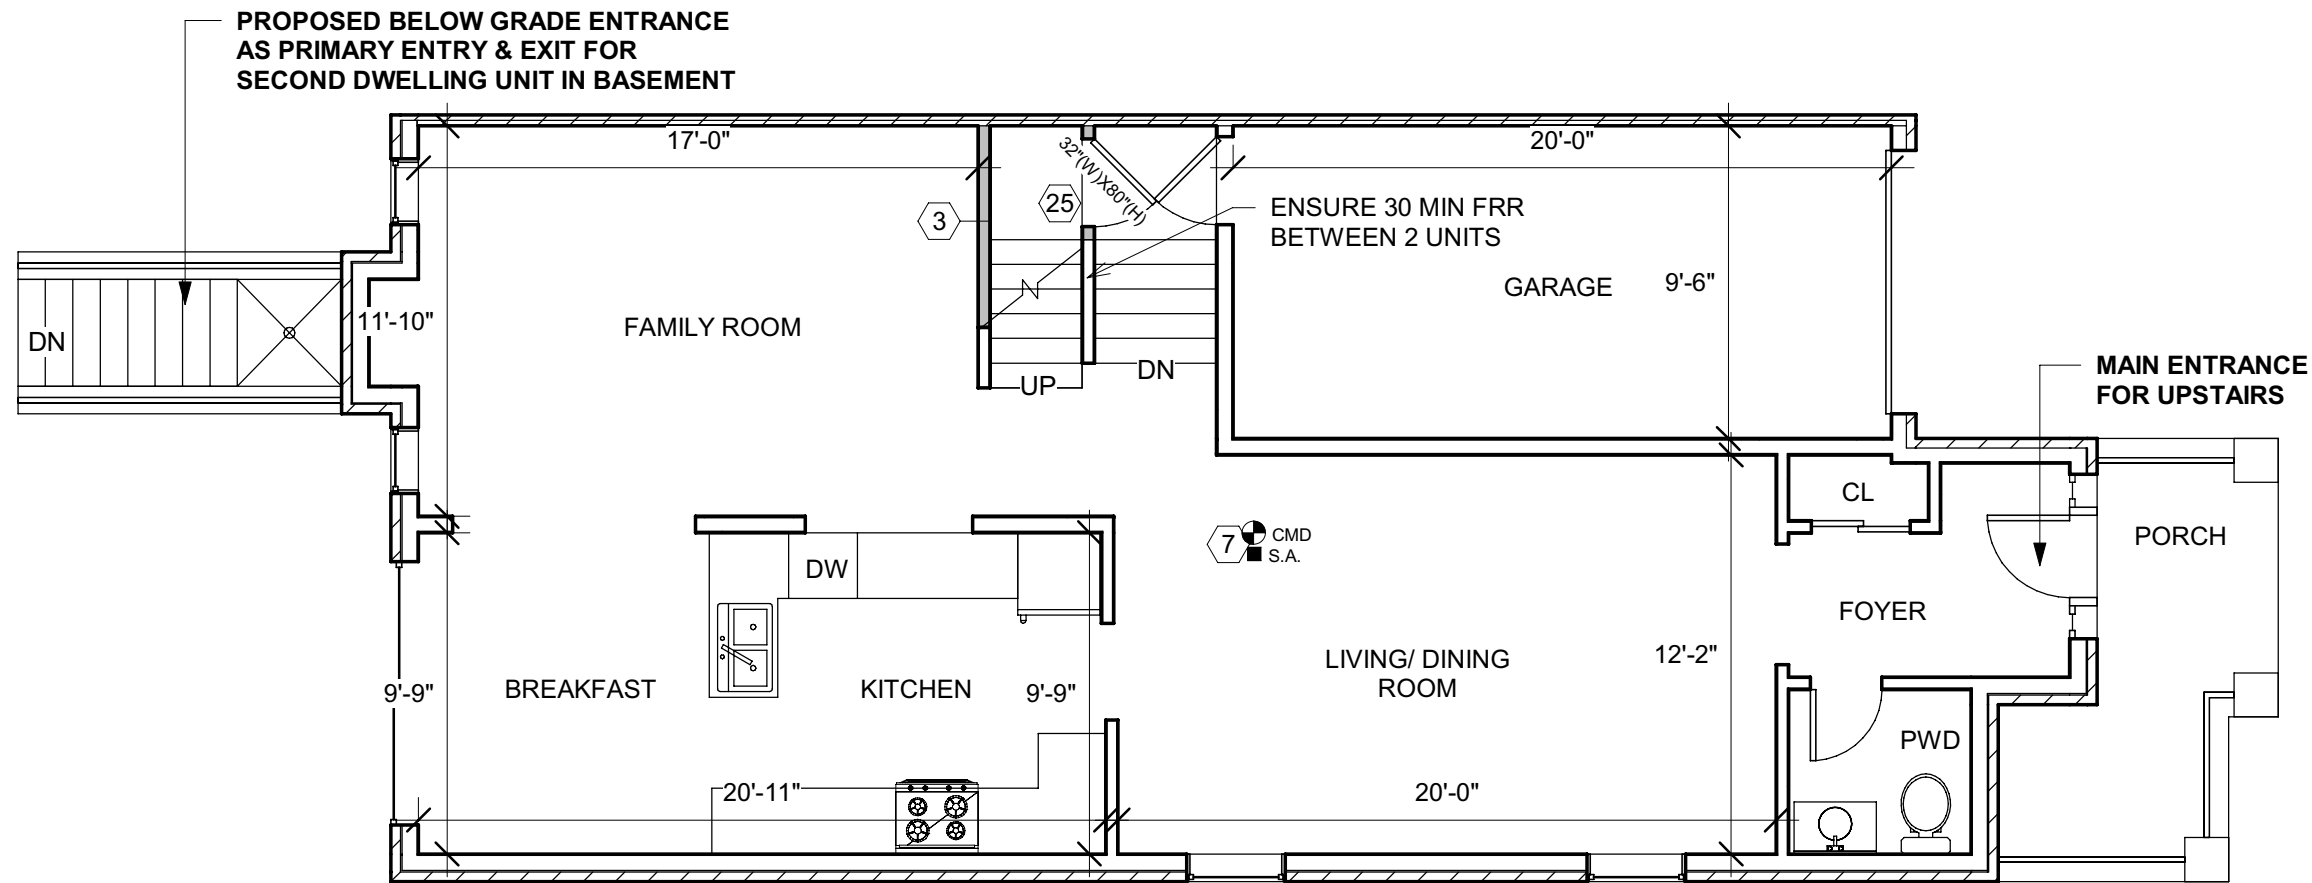 PROPOSED BELOW GRADE ENTRANCE
AS PRIMARY ENTRY & EXIT FOR
SECOND DWELLING UNIT IN BASEMENT
17'-0"
20'-0"
32"(W)X80"(H)
25
3
ENSURE 30 MIN FRR
BETWEEN 2 UNITS
GARAGE
9'-6"
11'-10"
FAMILY ROOM
DN
UP
DN
MAIN ENTRANCE
FOR UPSTAIRS
CL
7
CMD
S.A.
PORCH
DW
FOYER
LIVING/ DINING
ROOM
12'-2"
9'-9"
BREAKFAST
KITCHEN
9'-9"
PWD
20'-11"
20'-0"